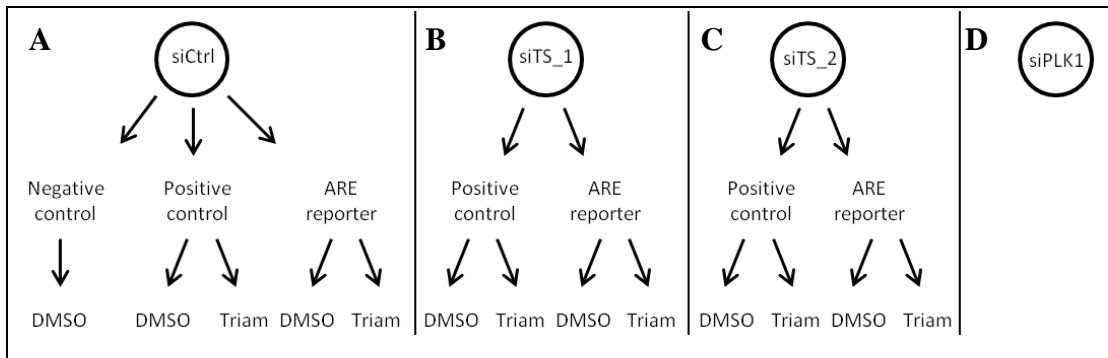 A
siCtrl
Negative
control
Positive
control
ARE
reporter
DMSO
DMSO Triam
DMSO Triam
B
siTS_1
Positive
control
ARE
reporter
DMSO Triam
DMSO Triam
C
siTS_2
Positive
control
ARE
reporter
DMSO Triam
DMSO Triam
D
siPLK1